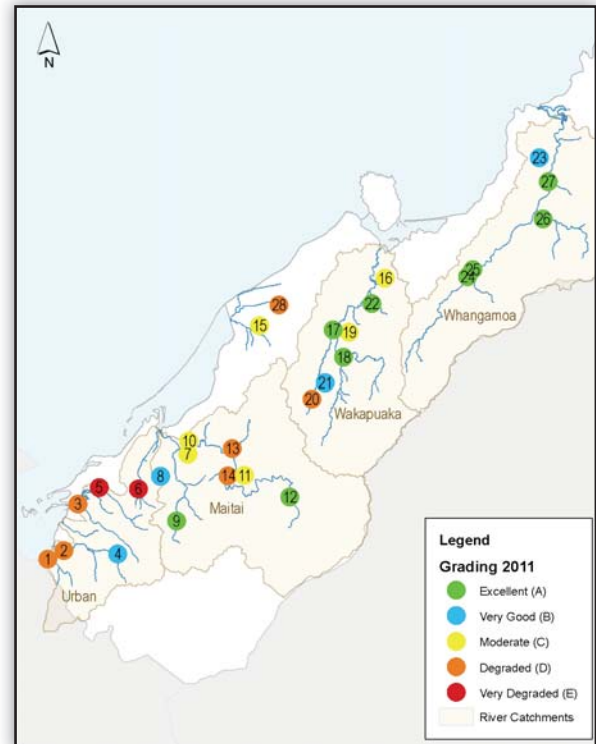 N
23
27
26
25
24
Whangamoa
16
22
28
15
17
19
18
21
20
Wakapuaka
10
7
13
8
14
11
12
5
6
3
9
Maitai
2
1
4
Urban
Legend
Grading 2011
Excellent (A)
Very Good (B)
Moderate (C)
Degraded (D)
Very Degraded (E)
River Catchments